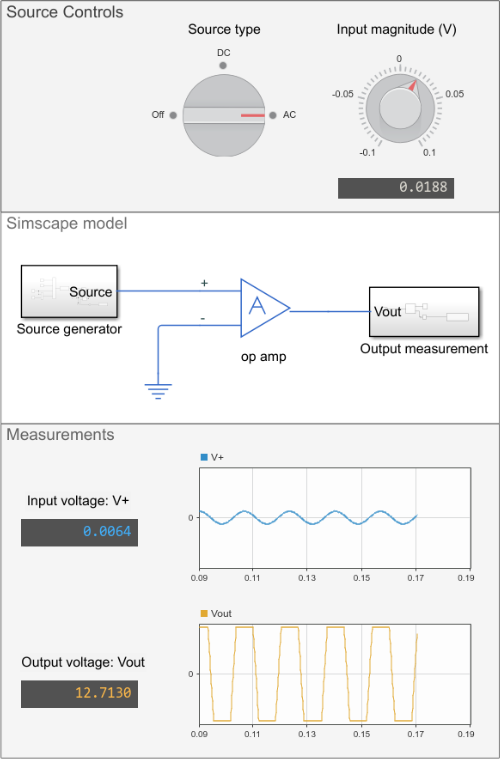 Source Controls
Source type
Input magnitude (V)
DC
0
Off
AC
-0.05
0.05
-0.1
0.1
0.0188
Simscape model
+
Source
Source generator
-
A
op amp
Vout
Output measurement
Measurements
V+
Input voltage: V+
0.0064
0
0.09
0.11
0.13
0.15
0.17
0.19
Vout
Output voltage: Vout
12.7130
0
0.09
0.11
0.13
0.15
0.17
0.19